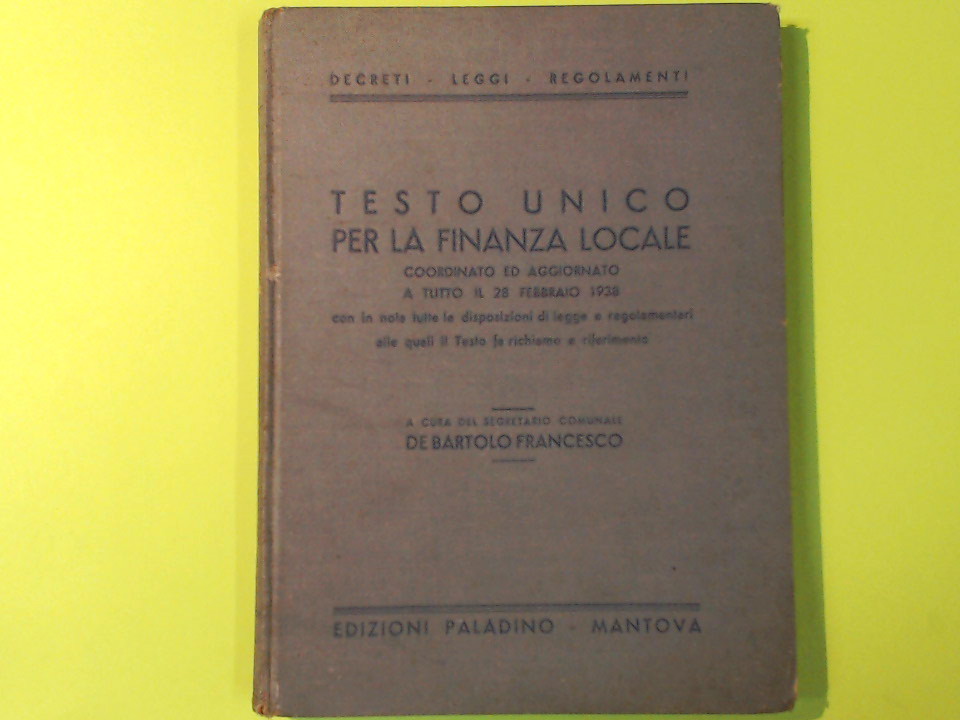 DECRETI - LEGGI - REGOLAMENTI
TESTO UNICO
PER LA FINANZA LOCALE
COORDINATO ED AGGIORNATO
A TUTTO IL 28 FEBBRAIO 1938
con in nota tutte le disposizioni di legge e regolamentari
alle quali il Testo fa richiamo e riferimento
A CURA DEL SEGRETARIO COMUNALE
DE BARTOLO FRANCESCO
EDIZIONI PALADINO - MANTOVA